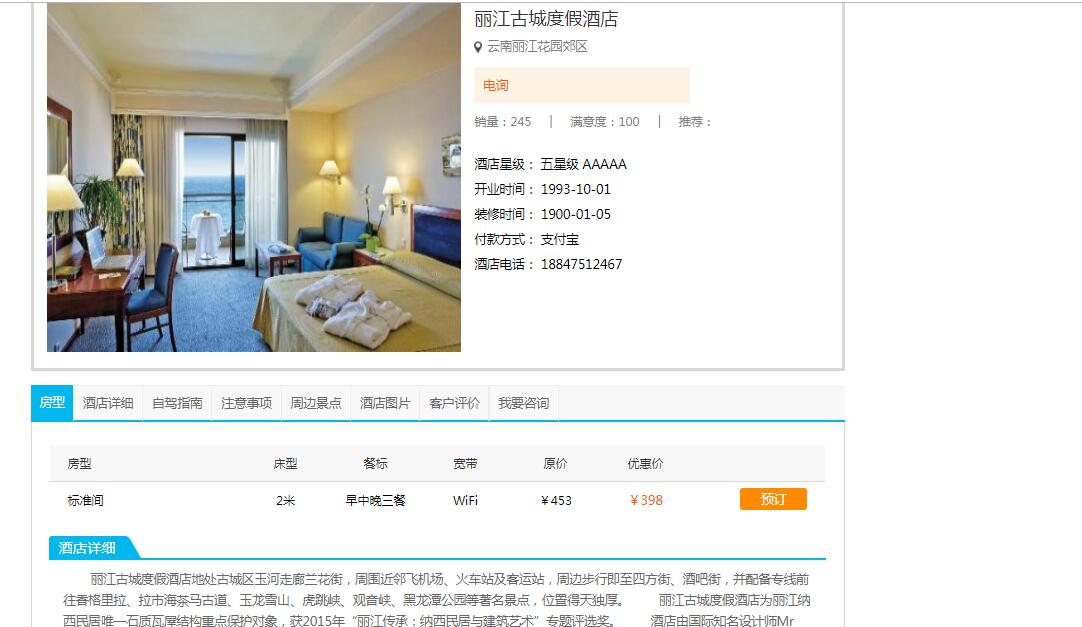 丽江古城度假酒店
云南丽江花园郊区
电询
销量：245 | 满意度：100 | 推荐：
酒店星级： 五星级 AAAAA
开业时间： 1993-10-01
装修时间： 1900-01-05
付款方式： 支付宝
酒店电话： 18847512467
房型 酒店详细 自驾指南 注意事项 周边景点 酒店图片 客户评价 我要咨询
房型 床型 餐标 宽带 原价 优惠价
标准间 2米 早中晚三餐 WiFi ￥453 ￥398 预订
酒店详细
丽江古城度假酒店地处古城区玉河走廊兰花街，周围近邻飞机场、火车站及客运站，周边步行即至四方街、酒吧街，并配备专线前
往香格里拉、拉市海茶马古道、玉龙雪山、虎跳峡、观音峡、黑龙潭公园等著名景点，位置得天独厚。 丽江古城度假酒店为丽江纳
西民居唯一石质瓦屋结构重点保护对象，获2015年“丽江传承：纳西民居与建筑艺术”专题评选奖。 酒店由国际知名设计师Mr